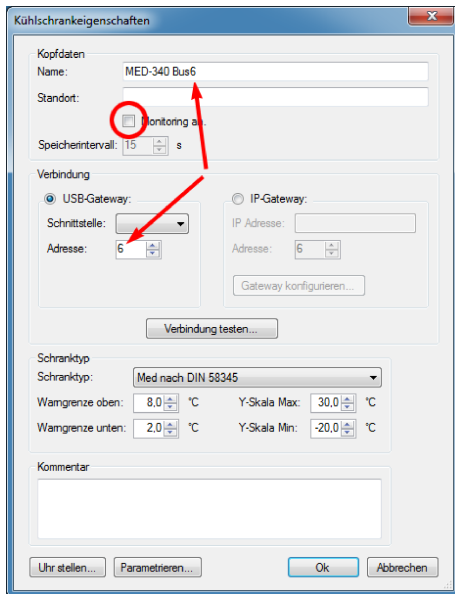 Kühlschrankeigenschaften
Kopfdaten
Name: MED-340 Bus6
Standort:
Monitoring an.
Speicherintervall: 15 s
Verbindung
USB-Gateway: IP-Gateway:
Schnittstelle: IP Adresse:
Adresse: 6 Adresse: 6
Gateway konfigurieren...
Verbindung testen...
Schranktyp
Schranktyp: Med nach DIN 58345
Warngrenze oben: 8,0 °C Y-Skala Max: 30,0 °C
Warngrenze unten: 2,0 °C Y-Skala Min: -20,0 °C
Kommentar
Uhr stellen... Parametrieren... Ok Abbrechen